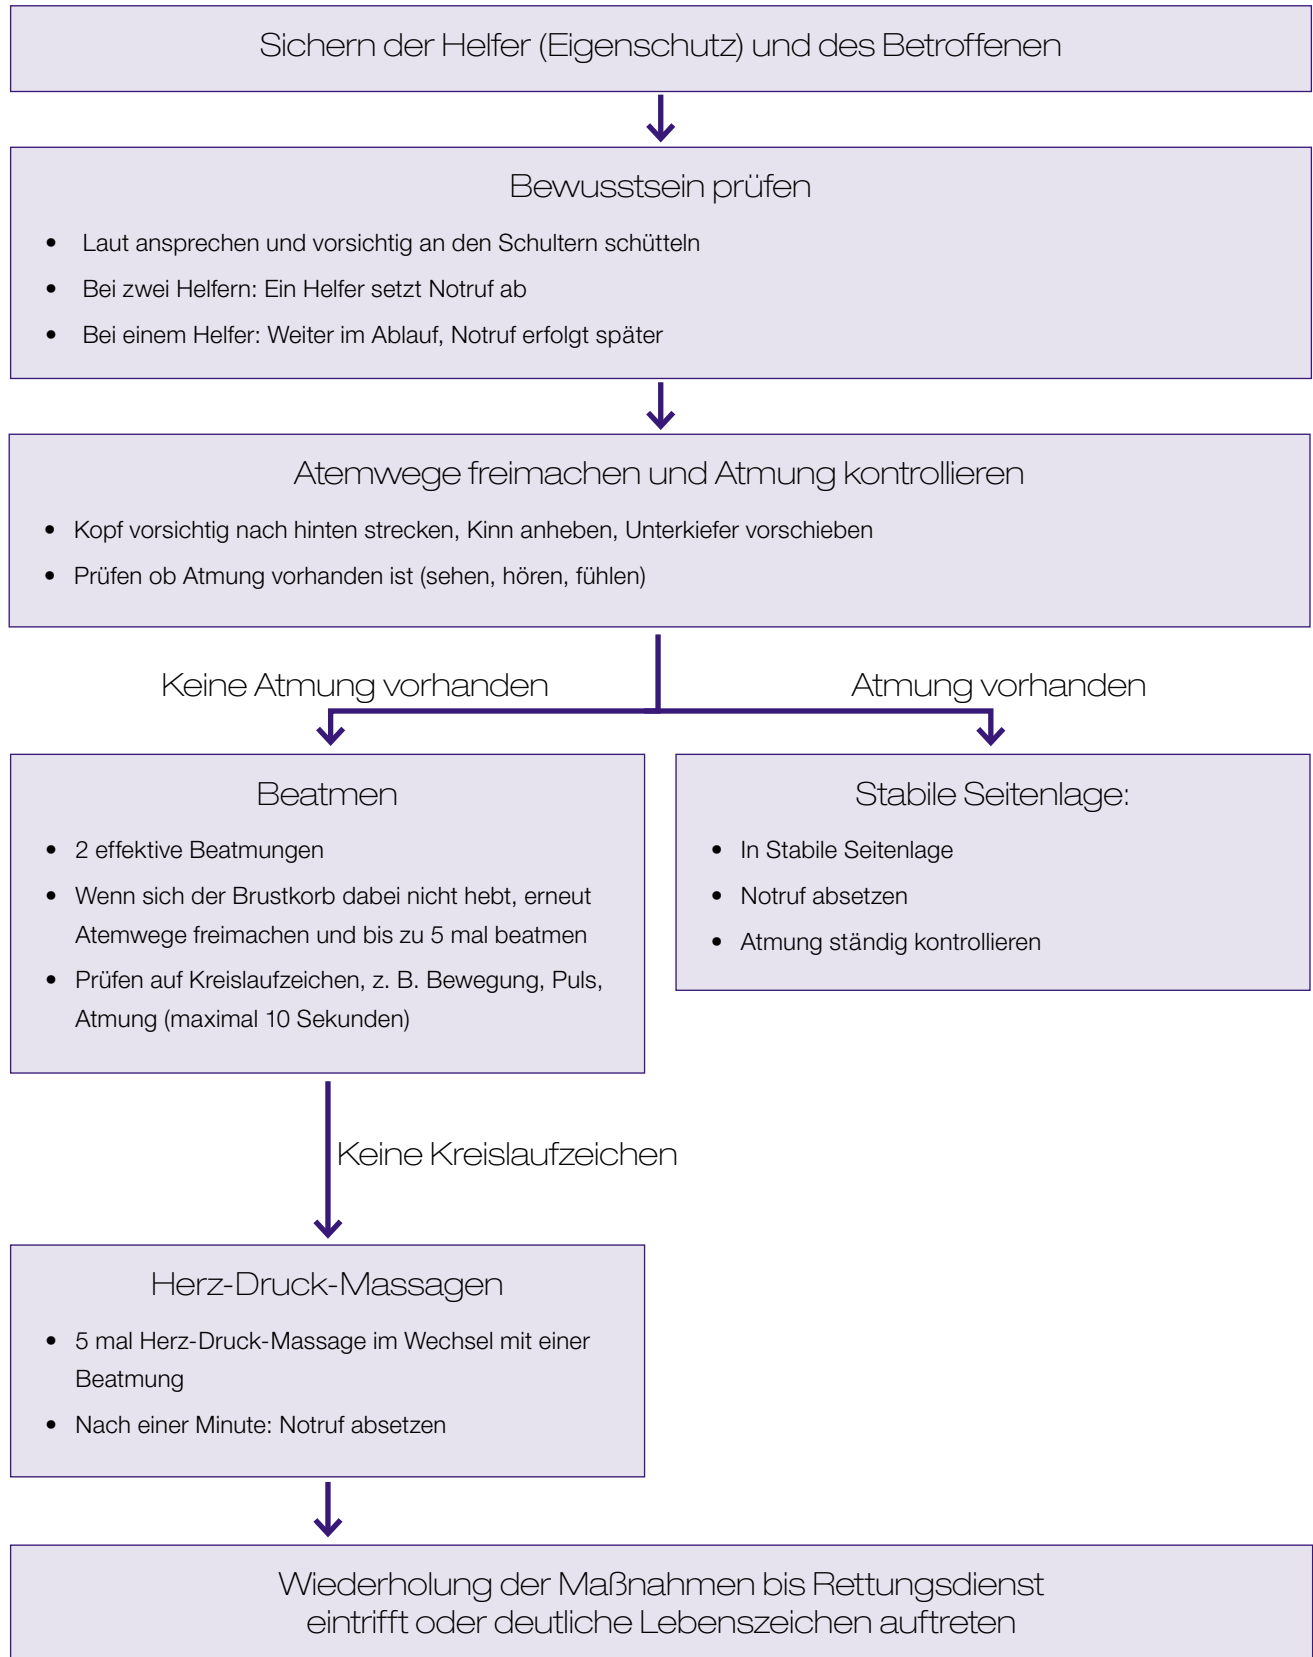 Sichern der Helfer (Eigenschutz) und des Betroffenen
Bewusstsein prüfen
• Laut ansprechen und vorsichtig an den Schultern schütteln
• Bei zwei Helfern: Ein Helfer setzt Notruf ab
• Bei einem Helfer: Weiter im Ablauf, Notruf erfolgt später
Atemwege freimachen und Atmung kontrollieren
• Kopf vorsichtig nach hinten strecken, Kinn anheben, Unterkiefer vorschieben
• Prüfen ob Atmung vorhanden ist (sehen, hören, fühlen)
Keine Atmung vorhanden
Atmung vorhanden
Beatmen
• 2 effektive Beatmungen
• Wenn sich der Brustkorb dabei nicht hebt, erneut
Atemwege freimachen und bis zu 5 mal beatmen
• Prüfen auf Kreislaufzeichen, z. B. Bewegung, Puls,
Atmung (maximal 10 Sekunden)
Stabile Seitenlage:
• In Stabile Seitenlage
• Notruf absetzen
• Atmung ständig kontrollieren
Keine Kreislaufzeichen
Herz-Druck-Massagen
• 5 mal Herz-Druck-Massage im Wechsel mit einer
Beatmung
• Nach einer Minute: Notruf absetzen
Wiederholung der Maßnahmen bis Rettungsdienst
eintrifft oder deutliche Lebenszeichen auftreten